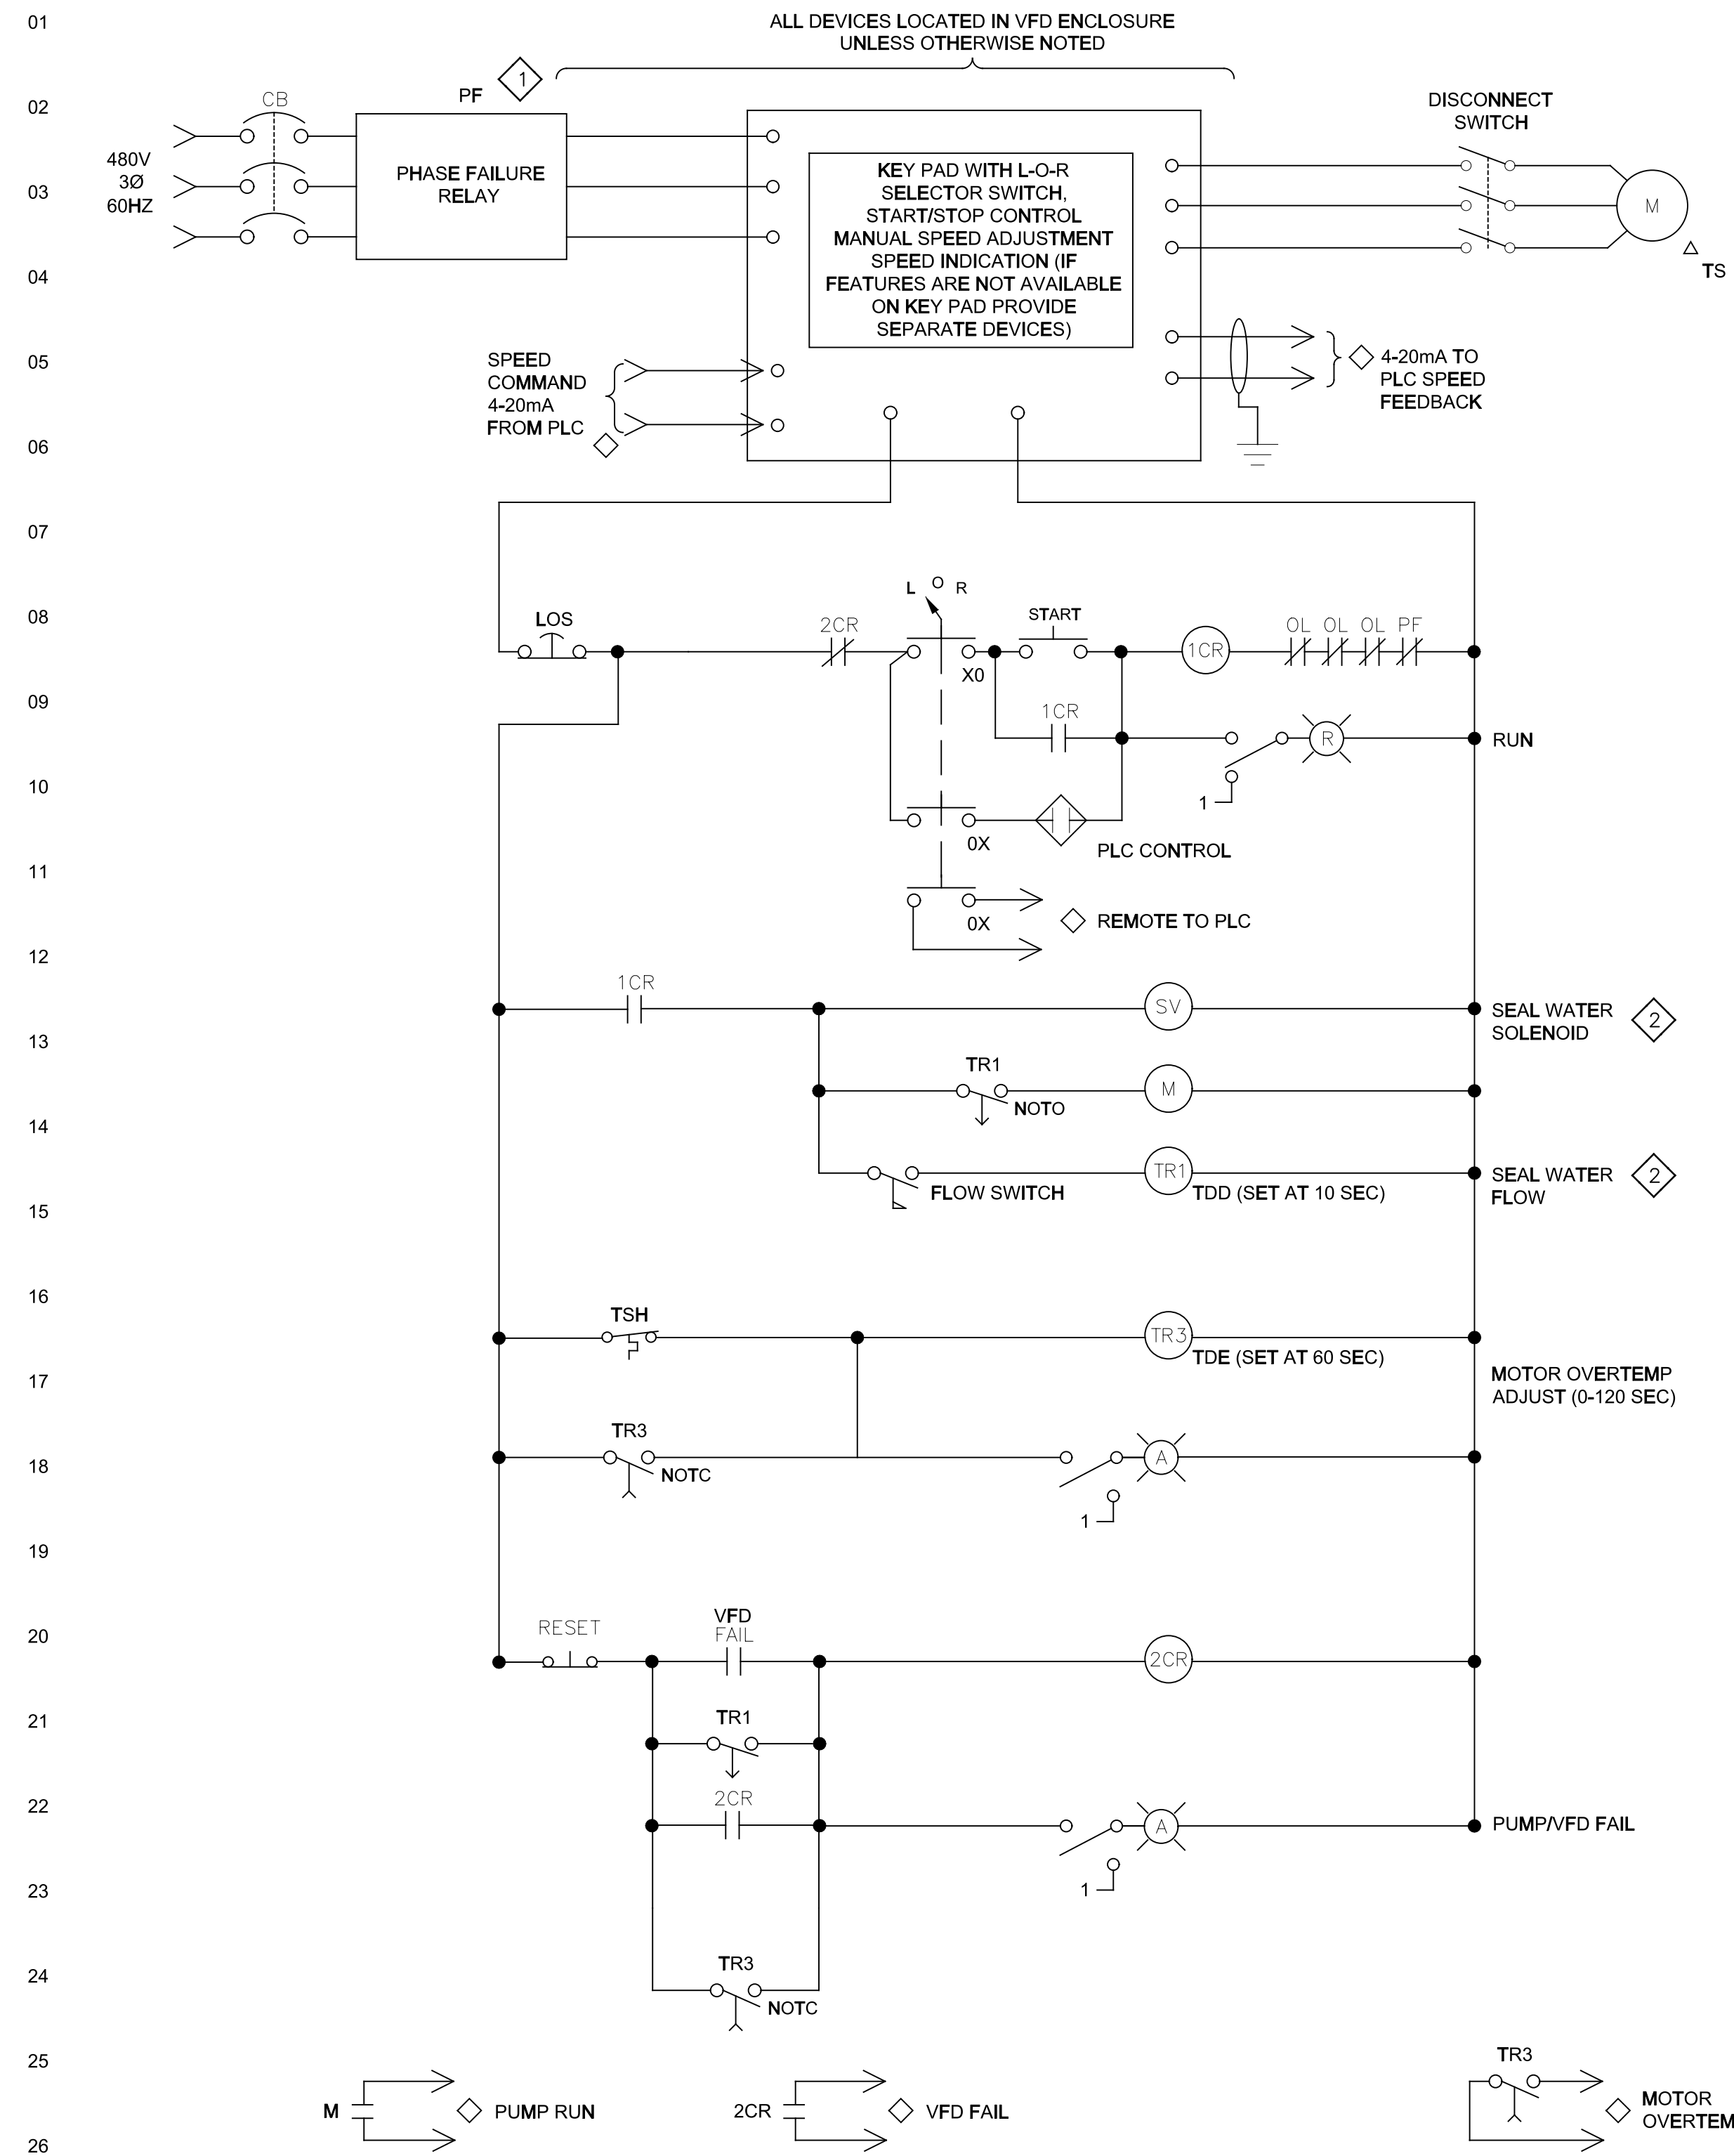 01
ALL DEVICES LOCATED IN VFD ENCLOSURE
UNLESS OTHERWISE NOTED
1
PF
02
CB
DISCONNECT
SWITCH
480V
3Ø
60HZ
03
PHASE FAILURE
RELAY
KEY PAD WITH L-O-R
SELECTOR SWITCH,
START/STOP CONTROL
MANUAL SPEED ADJUSTMENT
SPEED INDICATION (IF
FEATURES ARE NOT AVAILABLE
ON KEY PAD PROVIDE
SEPARATE DEVICES)
M
TS
04
05
SPEED
COMMAND
4-20mA
FROM PLC
4-20mA TO
PLC SPEED
FEEDBACK
06
07
08
LOS
2CR
L O R
X0
START
1CR
OL OL OL PF
09
1CR
R
RUN
10
1
0X
PLC CONTROL
11
0X
REMOTE TO PLC
12
1CR
SV
SEAL WATER
SOLENOID
2
13
TR1
NOTO
M
14
FLOW SWITCH
TR1
TDD (SET AT 10 SEC)
SEAL WATER
FLOW
2
15
16
TSH
TR3
TDE (SET AT 60 SEC)
17
MOTOR OVERTEMP
ADJUST (0-120 SEC)
TR3
NOTC
18
A
1
19
20
RESET
VFD
FAIL
2CR
21
TR1
22
2CR
A
PUMP/VFD FAIL
23
1
24
TR3
NOTC
25
M
PUMP RUN
2CR
VFD FAIL
TR3
MOTOR
OVERTEM
26